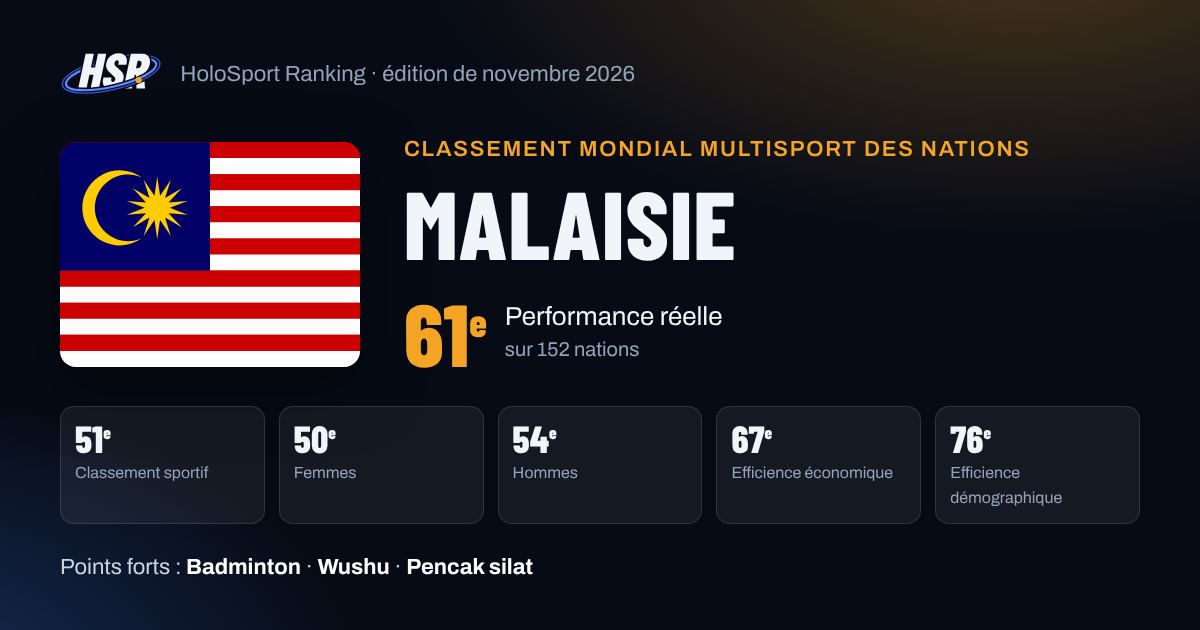 HSR
HoloSport Ranking · édition de novembre 2026
CLASSEMENT MONDIAL MULTISPORT DES NATIONS
MALAISIE
61e
Performance réelle
sur 152 nations
51e
Classement sportif
50e
Femmes
54e
Hommes
67e
Efficience économique
76e
Efficience
démographique
Points forts : Badminton · Wushu · Pencak silat